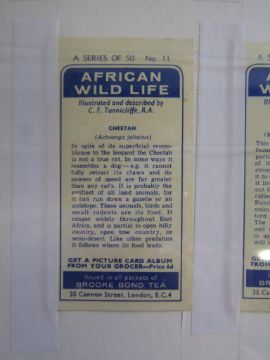 A SERIES OF 50. No. 11
AFRICAN
WILD LIFE
Illustrated and described by
C. F. Tunnicliffe, R.A.
CHEETAH
(Acinonyx jubatus)
In spite of its superficial resem-
blance to the leopard the Cheetah
is not a true cat. In some ways it
resembles a dog—e.g. it cannot
fully retract its claws and its
powers of speed are far greater
than any cat's. It is probably the
swiftest of all land animals, for
it can run down a gazelle or an
antelope. These animals, birds and
small rodents are its food. It
ranges widely throughout East
Africa, and is partial to open hilly
country, open tree country, or
semi-desert. Like other predators
it follows where its food leads.
GET A PICTURE CARD ALBUM
FROM YOUR GROCER—Price 6d
Issued in all packets of
BROOKE BOND TEA
35 Cannon Street, London, E.C.4
A S
Illus
C.
GE
FR
BR
35 C